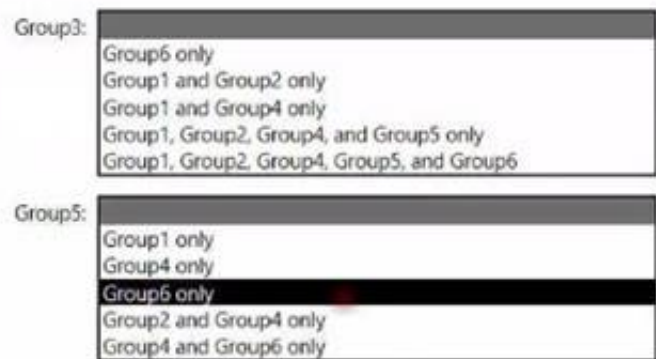 Group3:
Group6 only
Group1 and Group2 only
Group1 and Group4 only
Group1, Group2, Group4, and Group5 only
Group1, Group2, Group4, Group5, and Group6
Group5:
Group1 only
Group4 only
Group6 only
Group2 and Group4 only
Group4 and Group6 only